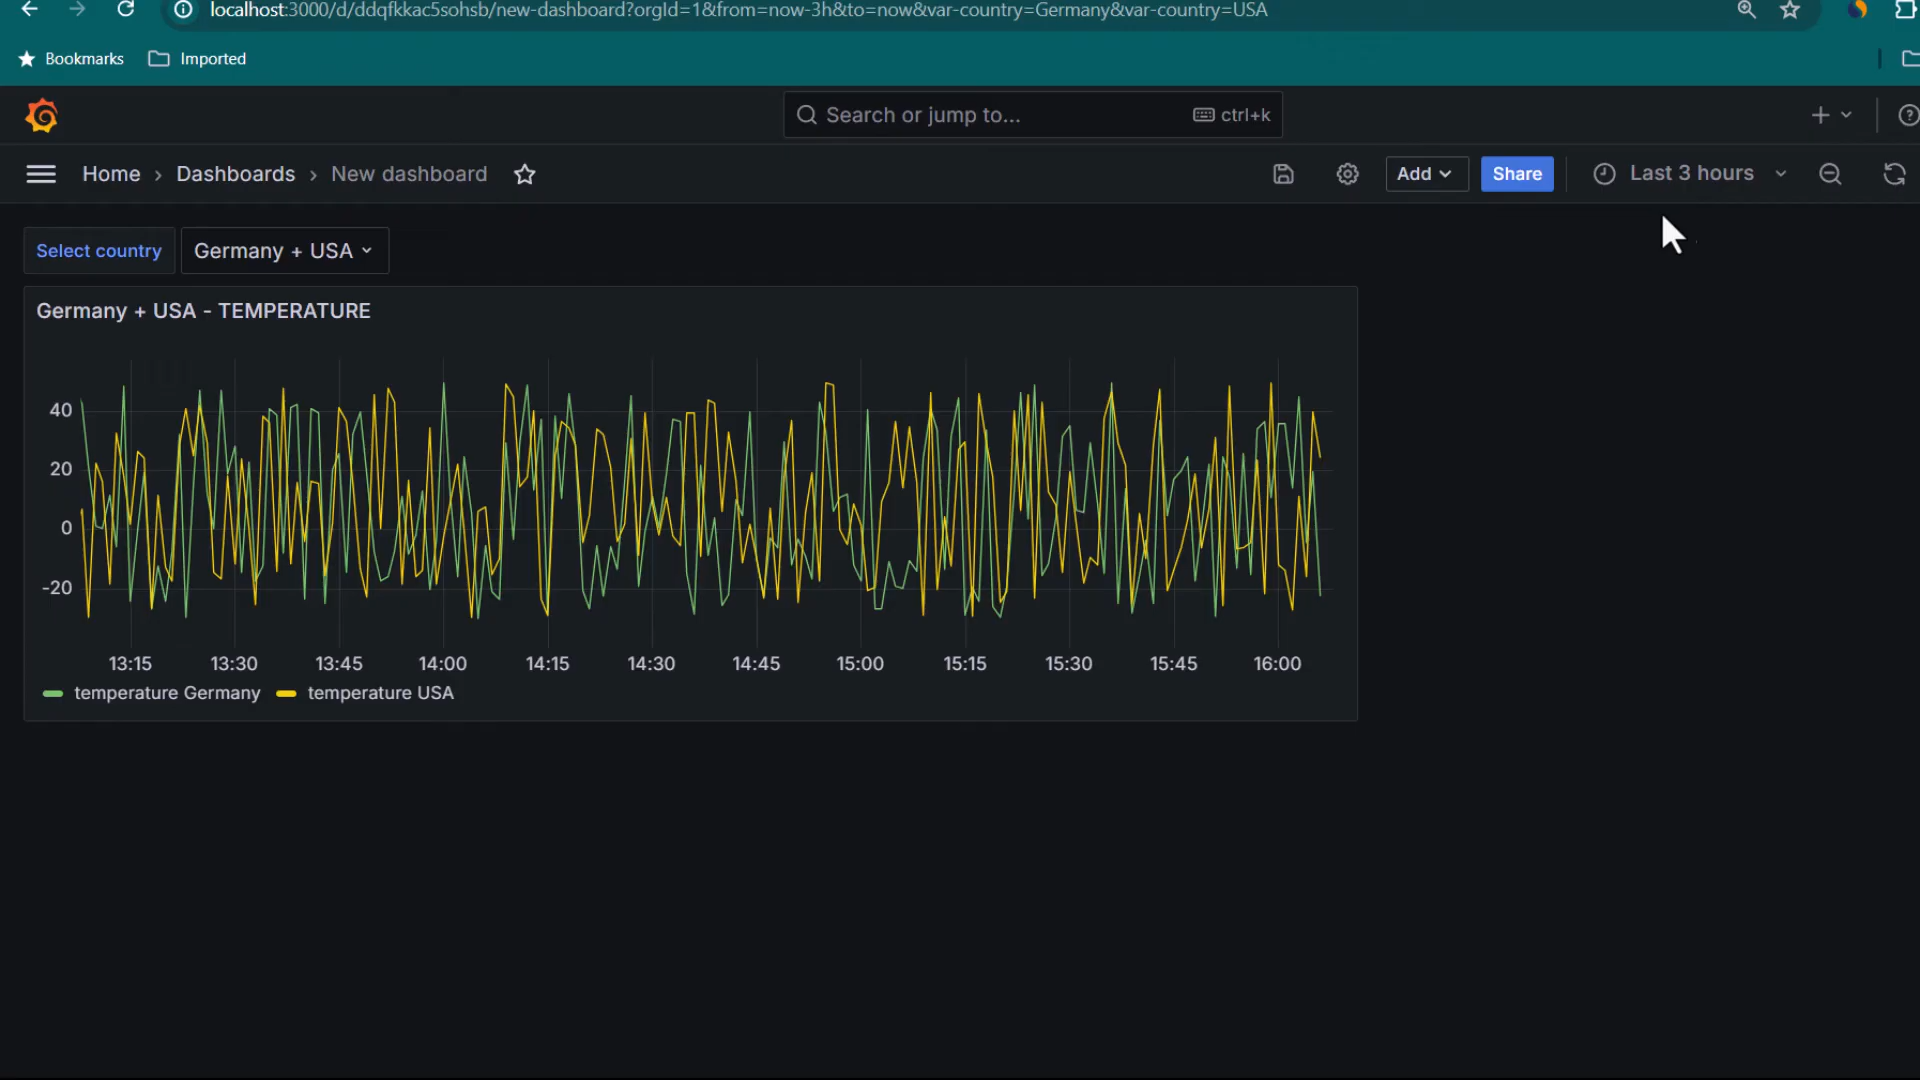 localhost:3000/d/ddqfkkac5sohsb/new-dashboard?orgId=1&from=now-3h&to=now&var-country=Germany&var-country=USA
Bookmarks Imported
Search or jump to... ctrl+k
Home › Dashboards › New dashboard Add Share Last 3 hours
Select country Germany + USA
Germany + USA - TEMPERATURE
40
20
0
-20
13:15 13:30 13:45 14:00 14:15 14:30 14:45 15:00 15:15 15:30 15:45 16:00
temperature Germany temperature USA